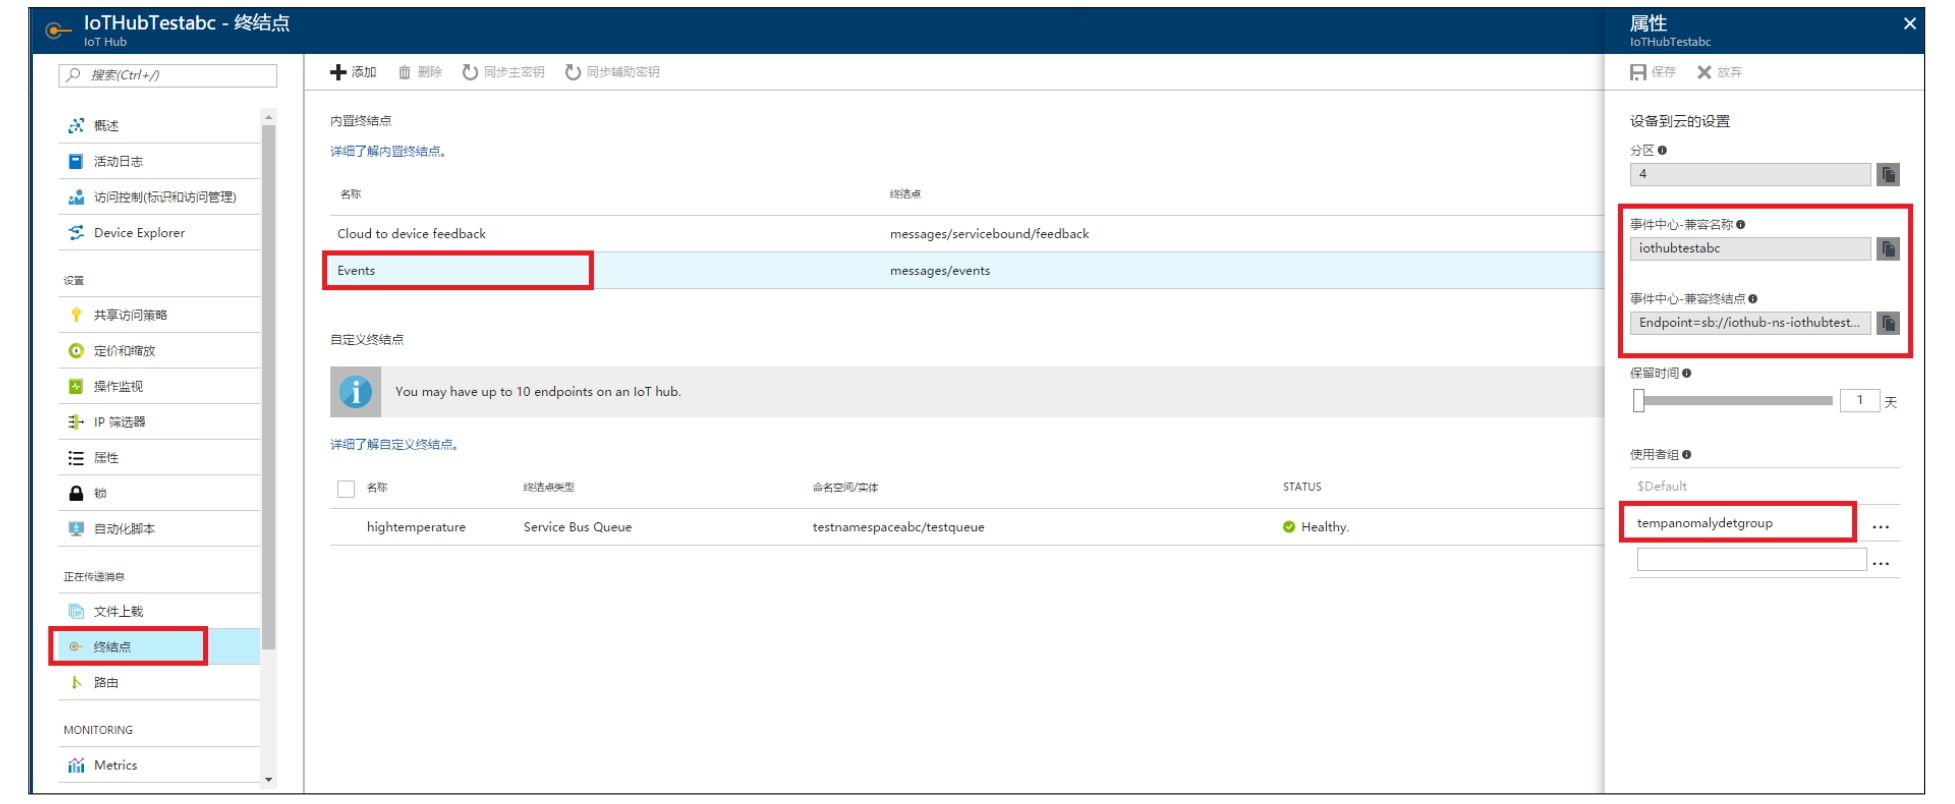 IoTHubTestabc - 终结点
IoT Hub
搜索(Ctrl+/)
概述
活动日志
访问控制(标识和访问管理)
Device Explorer
设置
共享访问策略
定价和缩放
操作监视
IP 筛选器
属性
锁
自动化脚本
正在传递消息
文件上载
终结点
路由
MONITORING
Metrics
添加 删除 同步主密钥 同步辅助密钥
内置终结点
详细了解内置终结点。
名称 终结点
Cloud to device feedback messages/servicebound/feedback
Events messages/events
自定义终结点
You may have up to 10 endpoints on an IoT hub.
详细了解自定义终结点。
名称 终结点类型 命名空间/实体 STATUS
hightemperature Service Bus Queue testnamespaceabc/testqueue Healthy.
属性
IoTHubTestabc
保存 放弃
设备到云的设置
分区
4
事件中心-兼容名称
iothubtestabc
事件中心-兼容终结点
Endpoint=sb://iothub-ns-iothubtest...
保留时间
1 天
使用者组
$Default
tempanomalydetgroup